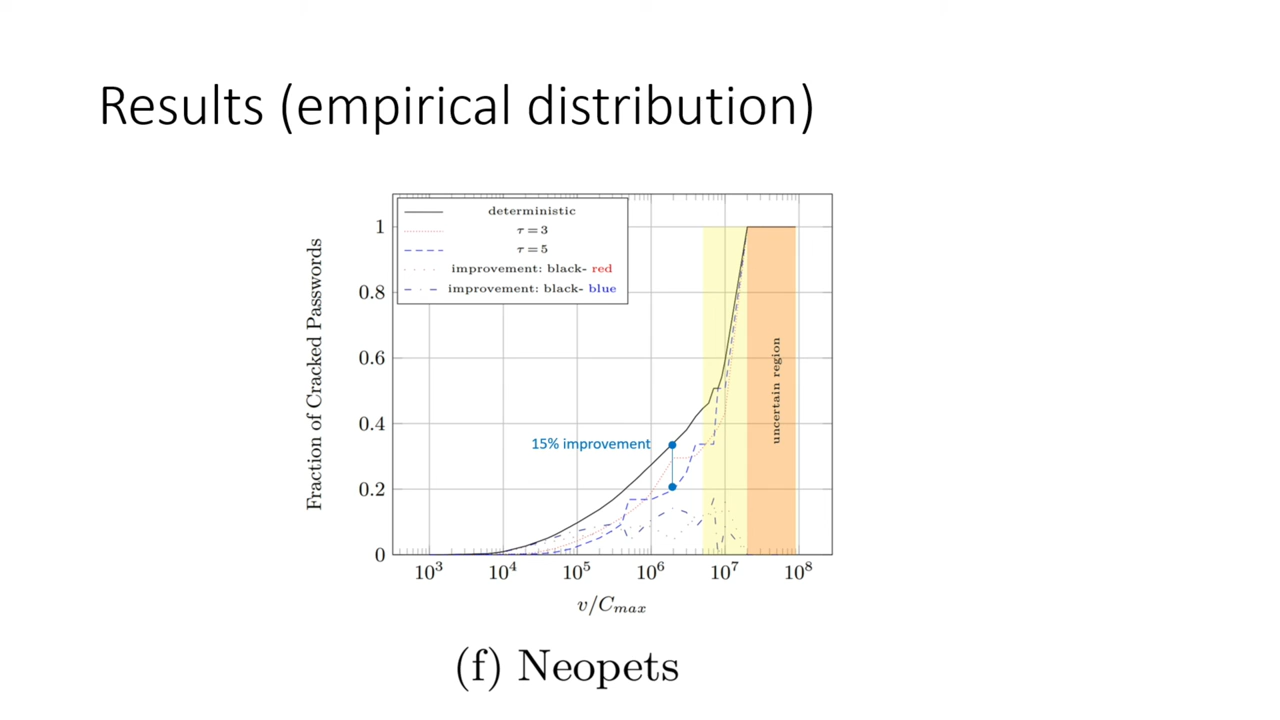 Results (empirical distribution)
deterministic
τ = 3
τ = 5
improvement: black- red
improvement: black- blue
Fraction of Cracked Passwords
1
0.8
0.6
0.4
0.2
0
15% improvement
uncertain region
10³ 10⁴ 10⁵ 10⁶ 10⁷ 10⁸
v/Cₘₐₓ
(f) Neopets